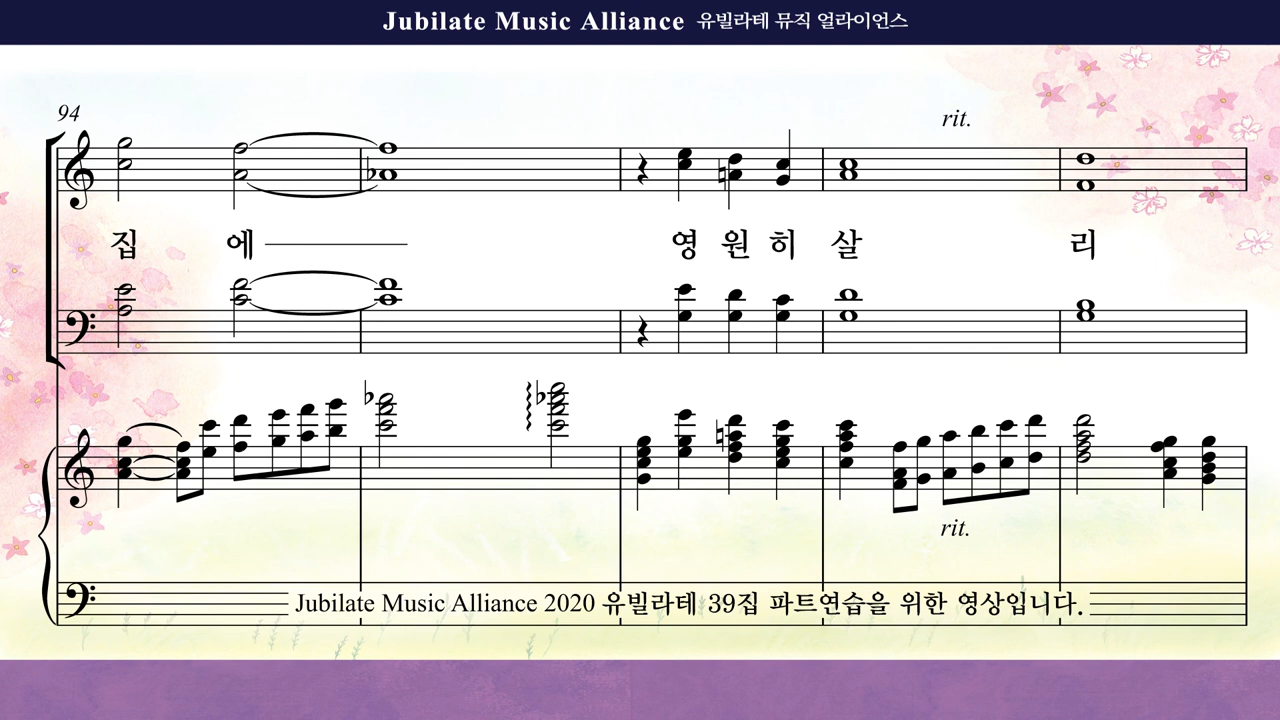 Jubilate Music Alliance 유빌라테 뮤직 얼라이언스
94
rit.
집 에 영 원 히 살 리
rit.
Jubilate Music Alliance 2020 유빌라테 39집 파트연습을 위한 영상입니다.